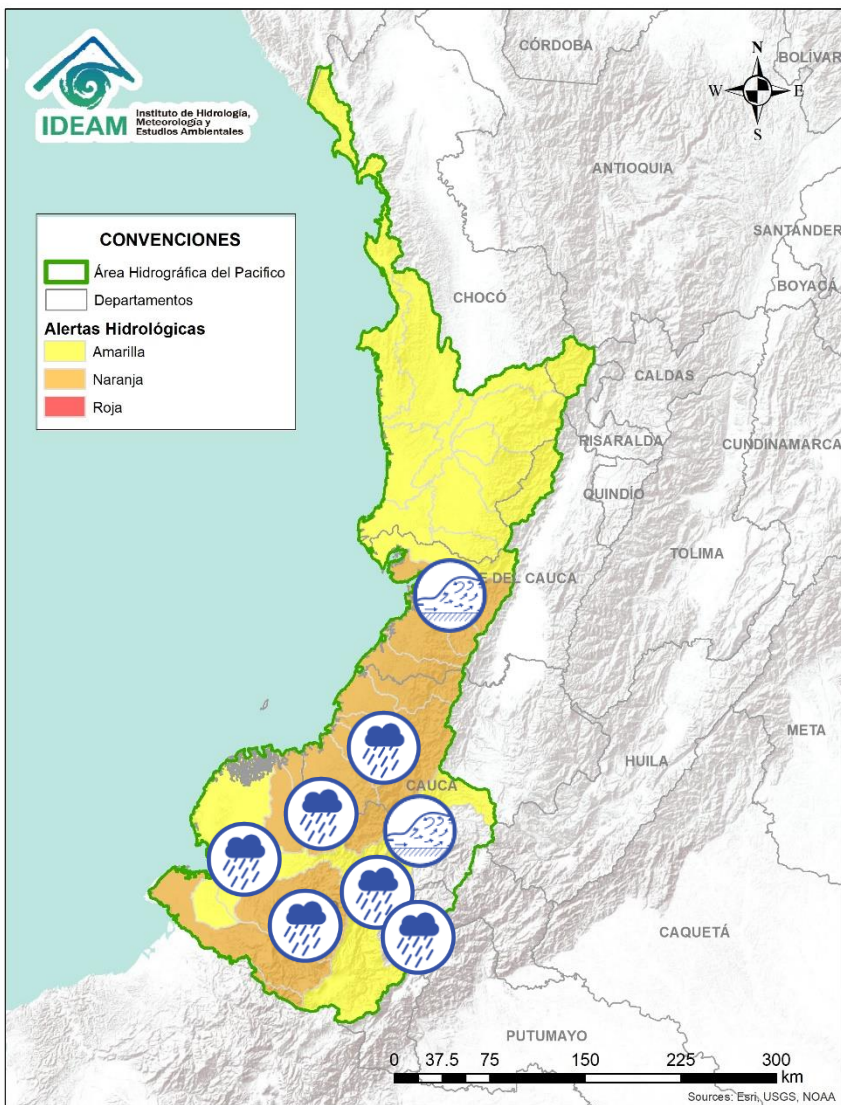 IDEAM
Instituto de Hidrología,
Meteorología y
Estudios Ambientales
CÓRDOBA
BOLÍVAR
N
W
E
S
ANTIOQUIA
SANTANDER
BOYACÁ
CONVENCIONES
Área Hidrográfica del Pacifico
Departamentos
Alertas Hidrológicas
Amarilla
Naranja
Roja
CHOCÓ
CALDAS
RISARALDA
CUNDINAMARCA
QUINDÍO
TOLIMA
E DEL CAUCA
META
HUILA
CAUCA
CAQUETÁ
PUTUMAYO
0 37.5 75 150 225 300
km
Sources: Esri, USGS, NOAA